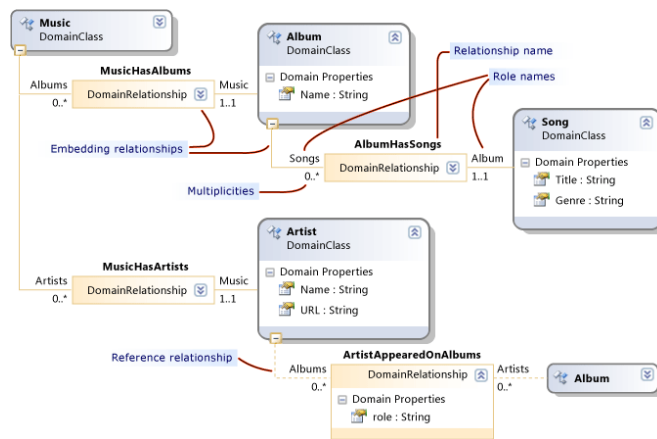 Music
DomainClass
Album
DomainClass
Domain Properties
Name : String
Relationship name
Role names
MusicHasAlbums
Albums
0..*
DomainRelationship
Music
1..1
Embedding relationships
Multiplicities
AlbumHasSongs
Songs
0..*
DomainRelationship
Album
1..1
Song
DomainClass
Domain Properties
Title : String
Genre : String
Artist
DomainClass
Domain Properties
Name : String
URL : String
MusicHasArtists
Artists
0..*
DomainRelationship
Music
1..1
Reference relationship
ArtistAppearedOnAlbums
Albums
0..*
DomainRelationship
Domain Properties
role : String
Artists
0..*
Album